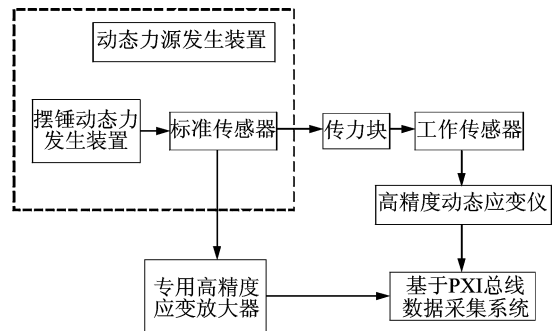 动态力源发生装置
摆锤动态力
发生装置
标准传感器
传力块
工作传感器
高精度动态应变仪
专用高精度
应变放大器
基于PXI总线
数据采集系统